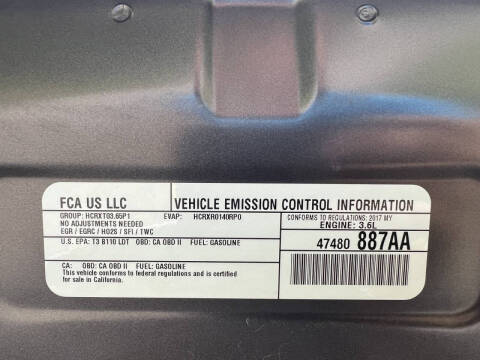 FCA US LLC
VEHICLE EMISSION CONTROL INFORMATION
GROUP: HCRXT03.65P1 EVAP: HCRXR0140RP0
NO ADJUSTMENTS NEEDED
EGR / EGRC / HO2S / SFI / TWC
CONFORMS TO REGULATIONS: 2017 MY
ENGINE: 3.6L
U.S. EPA: T3 B110 LDT OBD: CA OBD II FUEL: GASOLINE
47480 887AA
CA: OBD: CA OBD II FUEL: GASOLINE
This vehicle conforms to federal regulations and is certified
for sale in California.